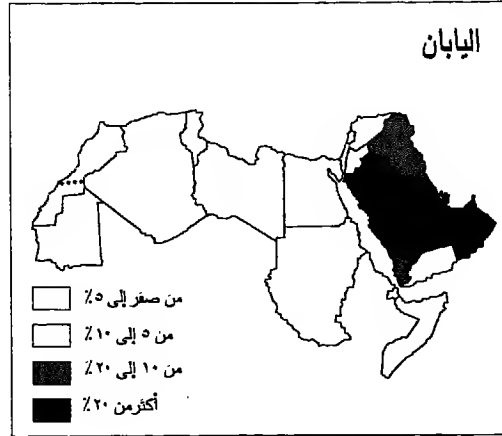 اليابان
من صفر إلى ٥٪
من ٥ إلى ١٠٪
من ١٠ إلى ٢٠٪
أكثر من ٢٠٪